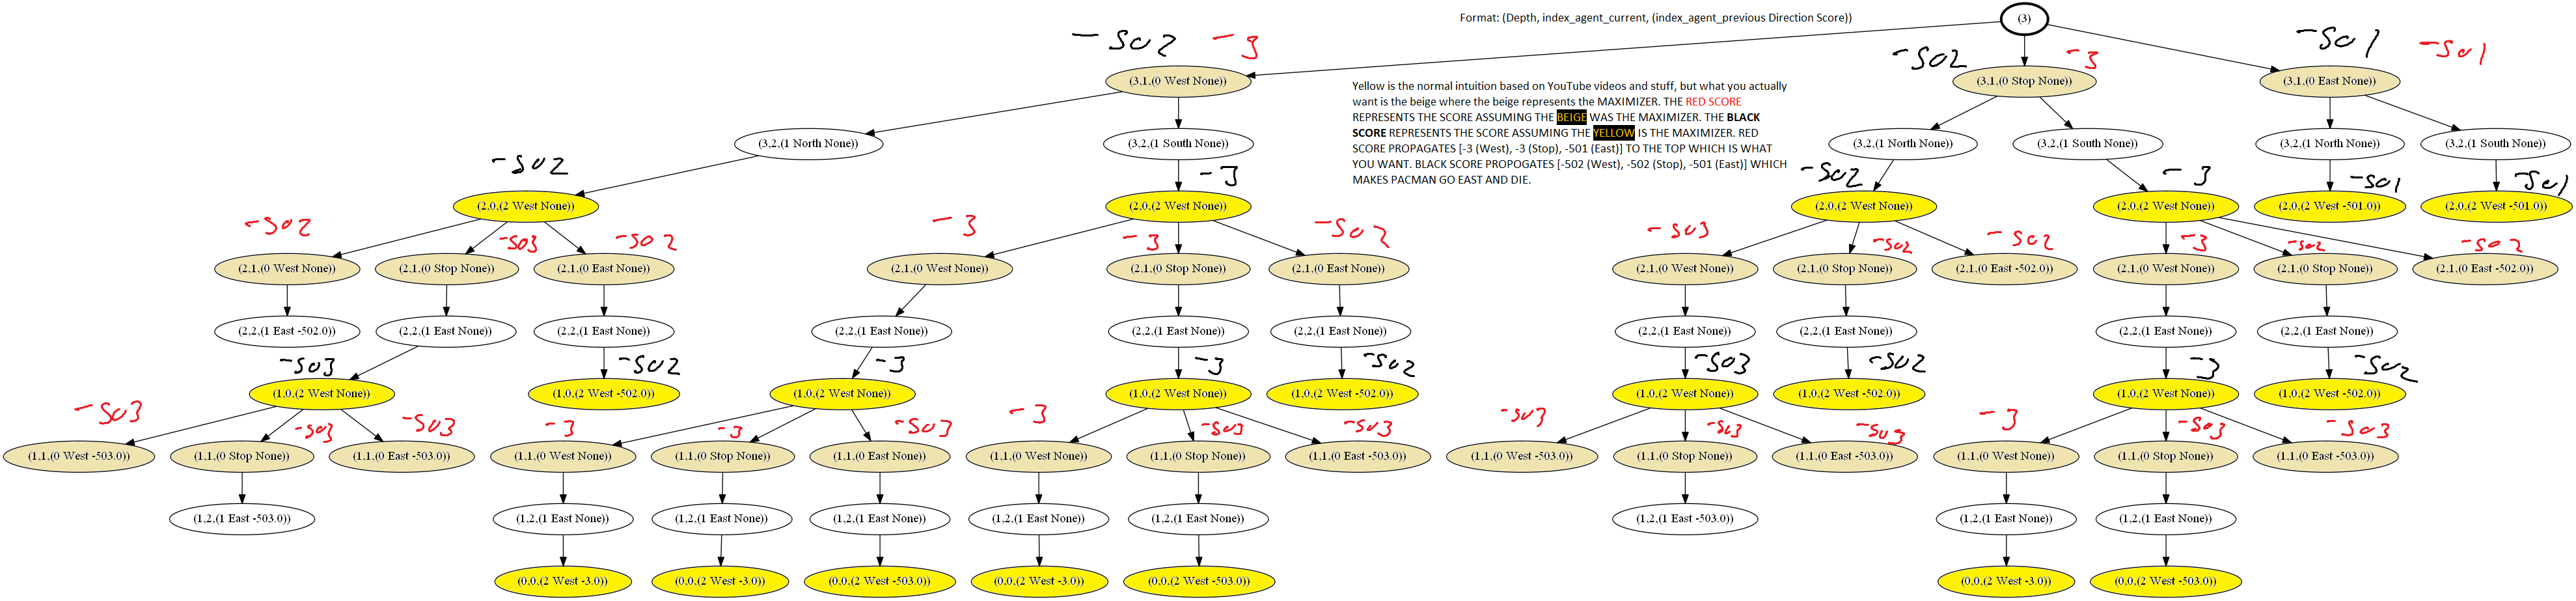 Format: (Depth, index_agent_current, (index_agent_previous Direction Score))
(3)
-502 -3 -502 -3 -501 -501
(3,1,(0 West None)) (3,1,(0 Stop None)) (3,1,(0 East None))
Yellow is the normal intuition based on YouTube videos and stuff, but what you actually
want is the beige where the beige represents the MAXIMIZER. THE RED SCORE
REPRESENTS THE SCORE ASSUMING THE BEIGE WAS THE MAXIMIZER. THE BLACK
SCORE REPRESENTS THE SCORE ASSUMING THE YELLOW IS THE MAXIMIZER. RED
SCORE PROPAGATES [-3 (West), -3 (Stop), -501 (East)] TO THE TOP WHICH IS WHAT
YOU WANT. BLACK SCORE PROPOGATES [-502 (West), -502 (Stop), -501 (East)] WHICH
MAKES PACMAN GO EAST AND DIE.
(3,2,(1 North None)) (3,2,(1 South None)) (3,2,(1 North None)) (3,2,(1 South None)) (3,2,(1 North None)) (3,2,(1 South None))
-502 -3 -502 -3 -501 -501
(2,0,(2 West None)) (2,0,(2 West None)) (2,0,(2 West None)) (2,0,(2 West None)) (2,0,(2 West -501.0)) (2,0,(2 West -501.0))
-502 -503 -502 -3 -3 -502 -503 -502 -502 -3 -502 -502
(2,1,(0 West None)) (2,1,(0 Stop None)) (2,1,(0 East None)) (2,1,(0 West None)) (2,1,(0 Stop None)) (2,1,(0 East None)) (2,1,(0 West None)) (2,1,(0 Stop None)) (2,1,(0 East -502.0)) (2,1,(0 West None)) (2,1,(0 Stop None)) (2,1,(0 East -502.0))
(2,2,(1 East -502.0)) (2,2,(1 East None)) (2,2,(1 East None)) (2,2,(1 East None)) (2,2,(1 East None)) (2,2,(1 East None)) (2,2,(1 East None)) (2,2,(1 East None)) (2,2,(1 East None)) (2,2,(1 East None))
-503 -502 -3 -3 -502 -503 -502 -3 -502
(1,0,(2 West None)) (1,0,(2 West -502.0)) (1,0,(2 West None)) (1,0,(2 West None)) (1,0,(2 West -502.0)) (1,0,(2 West None)) (1,0,(2 West -502.0)) (1,0,(2 West None)) (1,0,(2 West -502.0))
-503 -503 -503 -3 -3 -503 -3 -503 -503 -503 -503 -503 -3 -503 -503
(1,1,(0 West -503.0)) (1,1,(0 Stop None)) (1,1,(0 East -503.0)) (1,1,(0 West None)) (1,1,(0 Stop None)) (1,1,(0 East None)) (1,1,(0 West None)) (1,1,(0 Stop None)) (1,1,(0 East -503.0)) (1,1,(0 West -503.0)) (1,1,(0 Stop None)) (1,1,(0 East -503.0)) (1,1,(0 West None)) (1,1,(0 Stop None)) (1,1,(0 East -503.0))
(1,2,(1 East -503.0)) (1,2,(1 East None)) (1,2,(1 East None)) (1,2,(1 East None)) (1,2,(1 East None)) (1,2,(1 East None)) (1,2,(1 East -503.0)) (1,2,(1 East None)) (1,2,(1 East None))
(0,0,(2 West -3.0)) (0,0,(2 West -3.0)) (0,0,(2 West -503.0)) (0,0,(2 West -3.0)) (0,0,(2 West -503.0)) (0,0,(2 West -3.0)) (0,0,(2 West -503.0))